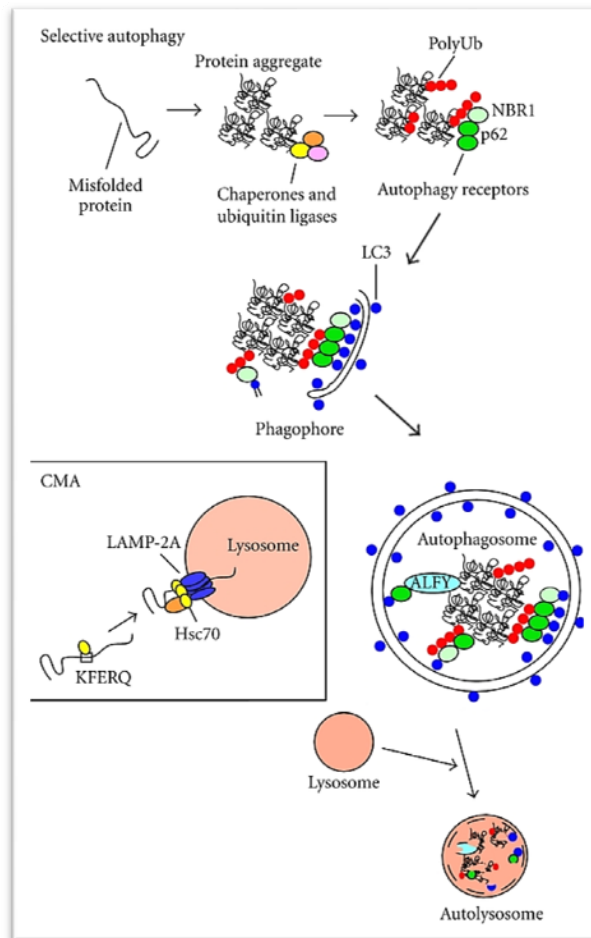 Selective autophagy
Misfolded
protein
Protein aggregate
Chaperones and
ubiquitin ligases
PolyUb
NBR1
p62
Autophagy receptors
LC3
Phagophore
CMA
LAMP-2A
Lysosome
Hsc70
KFERQ
Autophagosome
ALFY
Lysosome
Autolysosome